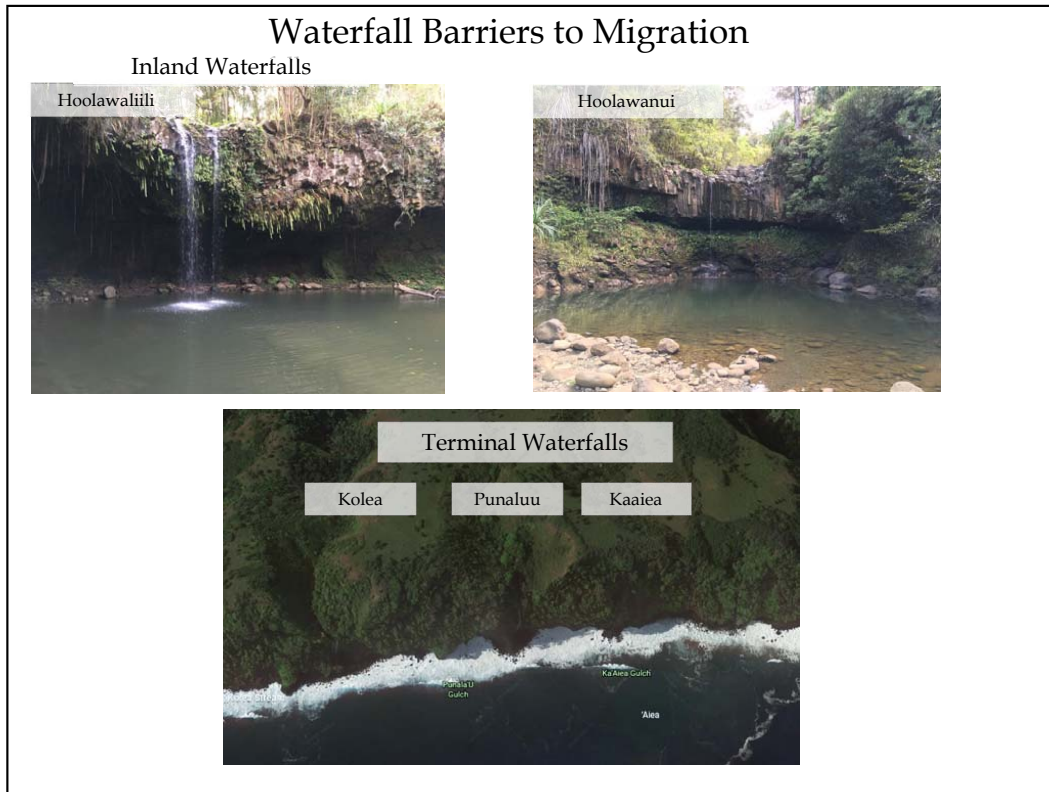 Waterfall Barriers to Migration
Inland Waterfalls
Hoolawaliili
Hoolawanui
Terminal Waterfalls
Kolea
Punaluu
Kaaiea
Punala'U
Gulch
Ka'Aiea Gulch
'Aiea